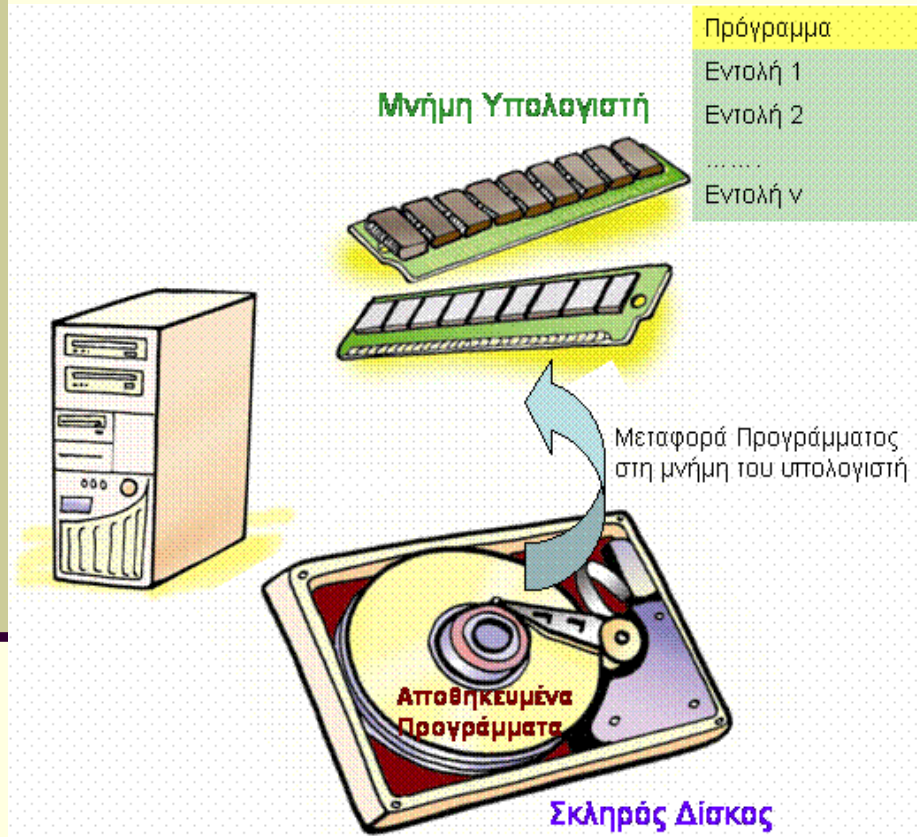 Πρόγραμμα
Εντολή 1
Εντολή 2
.......
Εντολή ν
Μνήμη Υπολογιστή
Μεταφορά Προγράμματος
στη μνήμη του υπολογιστή
Αποθηκευμένα
Προγράμματα
Σκληρός Δίσκος